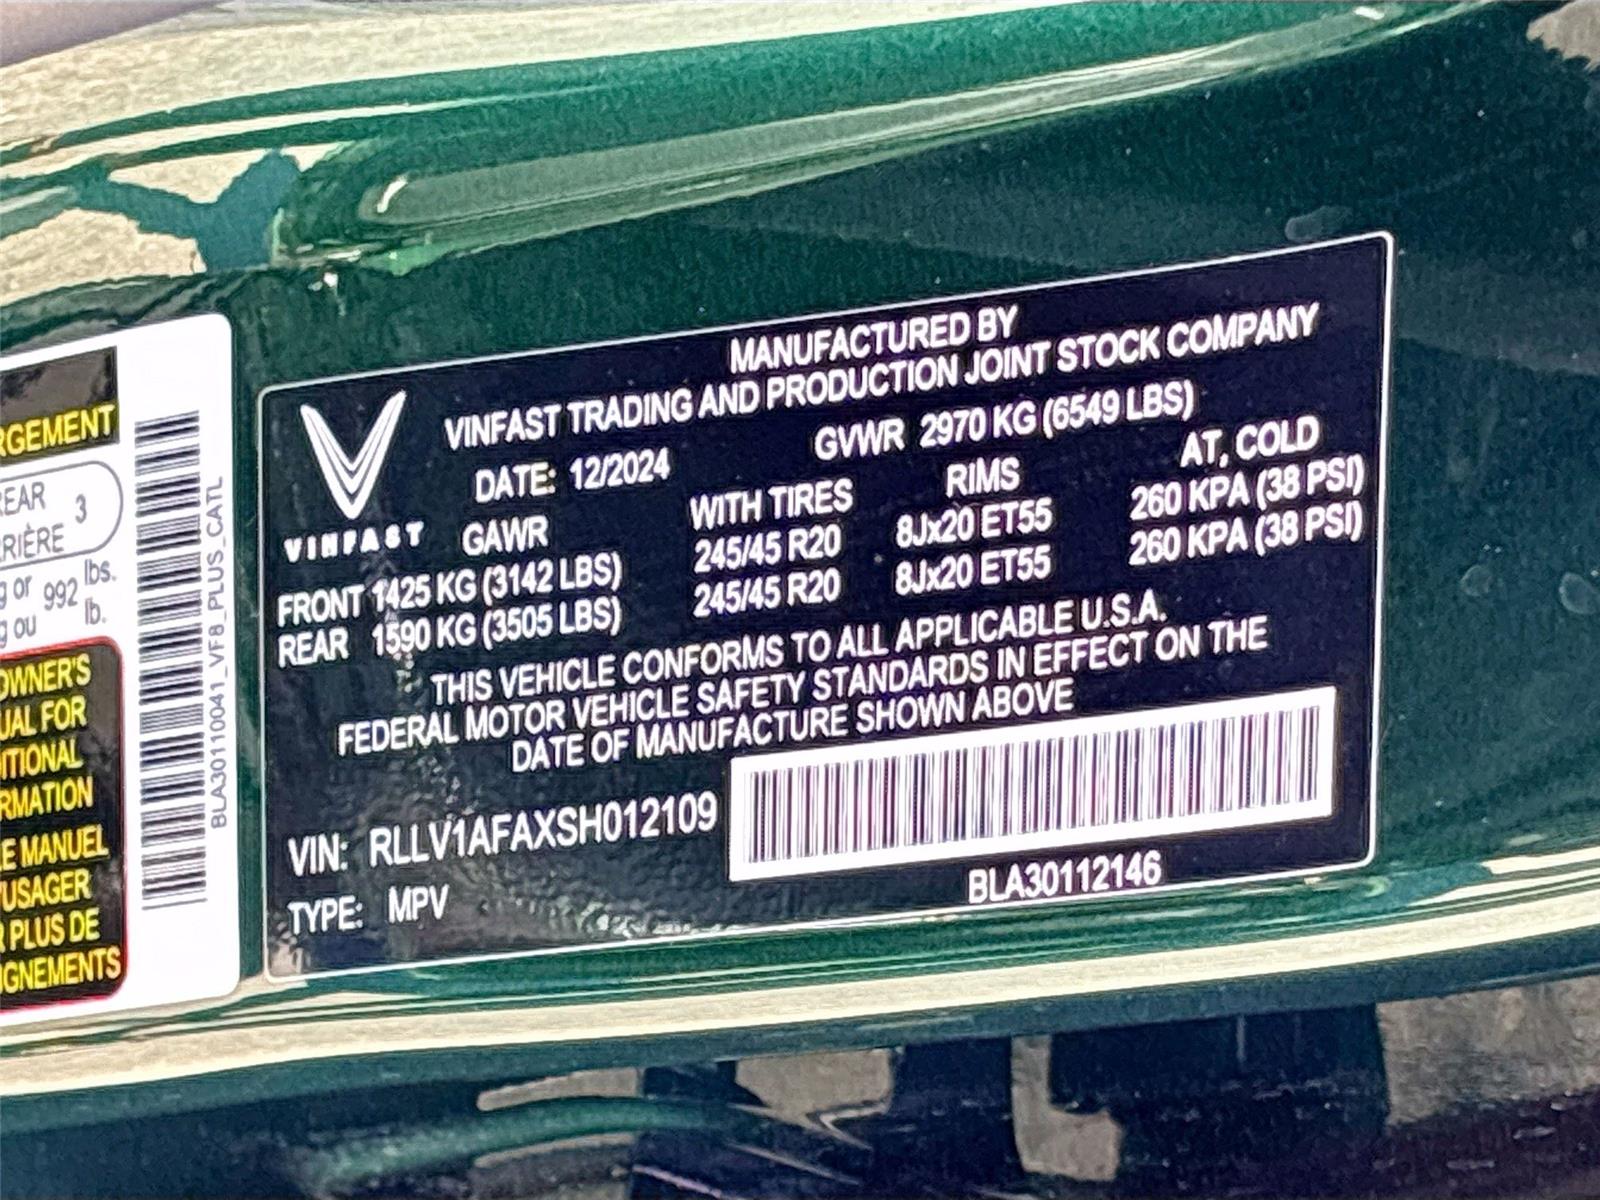 RGEMENT
REAR 3
RRIÈRE
g or 992 lbs.
g ou lb.
OWNER'S
UAL FOR
ITIONAL
RMATION
E MANUEL
'USAGER
R PLUS DE
IGNEMENTS
BLA30110041_VF8_PLUS_CATL
MANUFACTURED BY
VINFAST TRADING AND PRODUCTION JOINT STOCK COMPANY
DATE: 12/2024 GVWR 2970 KG (6549 LBS)
VINFAST
GAWR WITH TIRES RIMS AT, COLD
FRONT 1425 KG (3142 LBS) 245/45 R20 8Jx20 ET55 260 KPA (38 PSI)
REAR 1590 KG (3505 LBS) 245/45 R20 8Jx20 ET55 260 KPA (38 PSI)
THIS VEHICLE CONFORMS TO ALL APPLICABLE U.S.A.
FEDERAL MOTOR VEHICLE SAFETY STANDARDS IN EFFECT ON THE
DATE OF MANUFACTURE SHOWN ABOVE
VIN: RLLV1AFAXSH012109
TYPE: MPV
BLA30112146